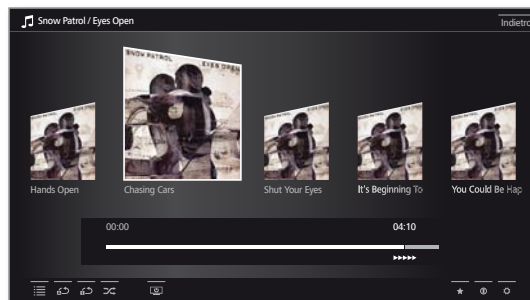 Snow Patrol / Eyes Open
Indietro
SNOW PATROL EYES OPEN
Hands Open
Chasing Cars
Shut Your Eyes
It's Beginning To
You Could Be Hap
00:00
04:10